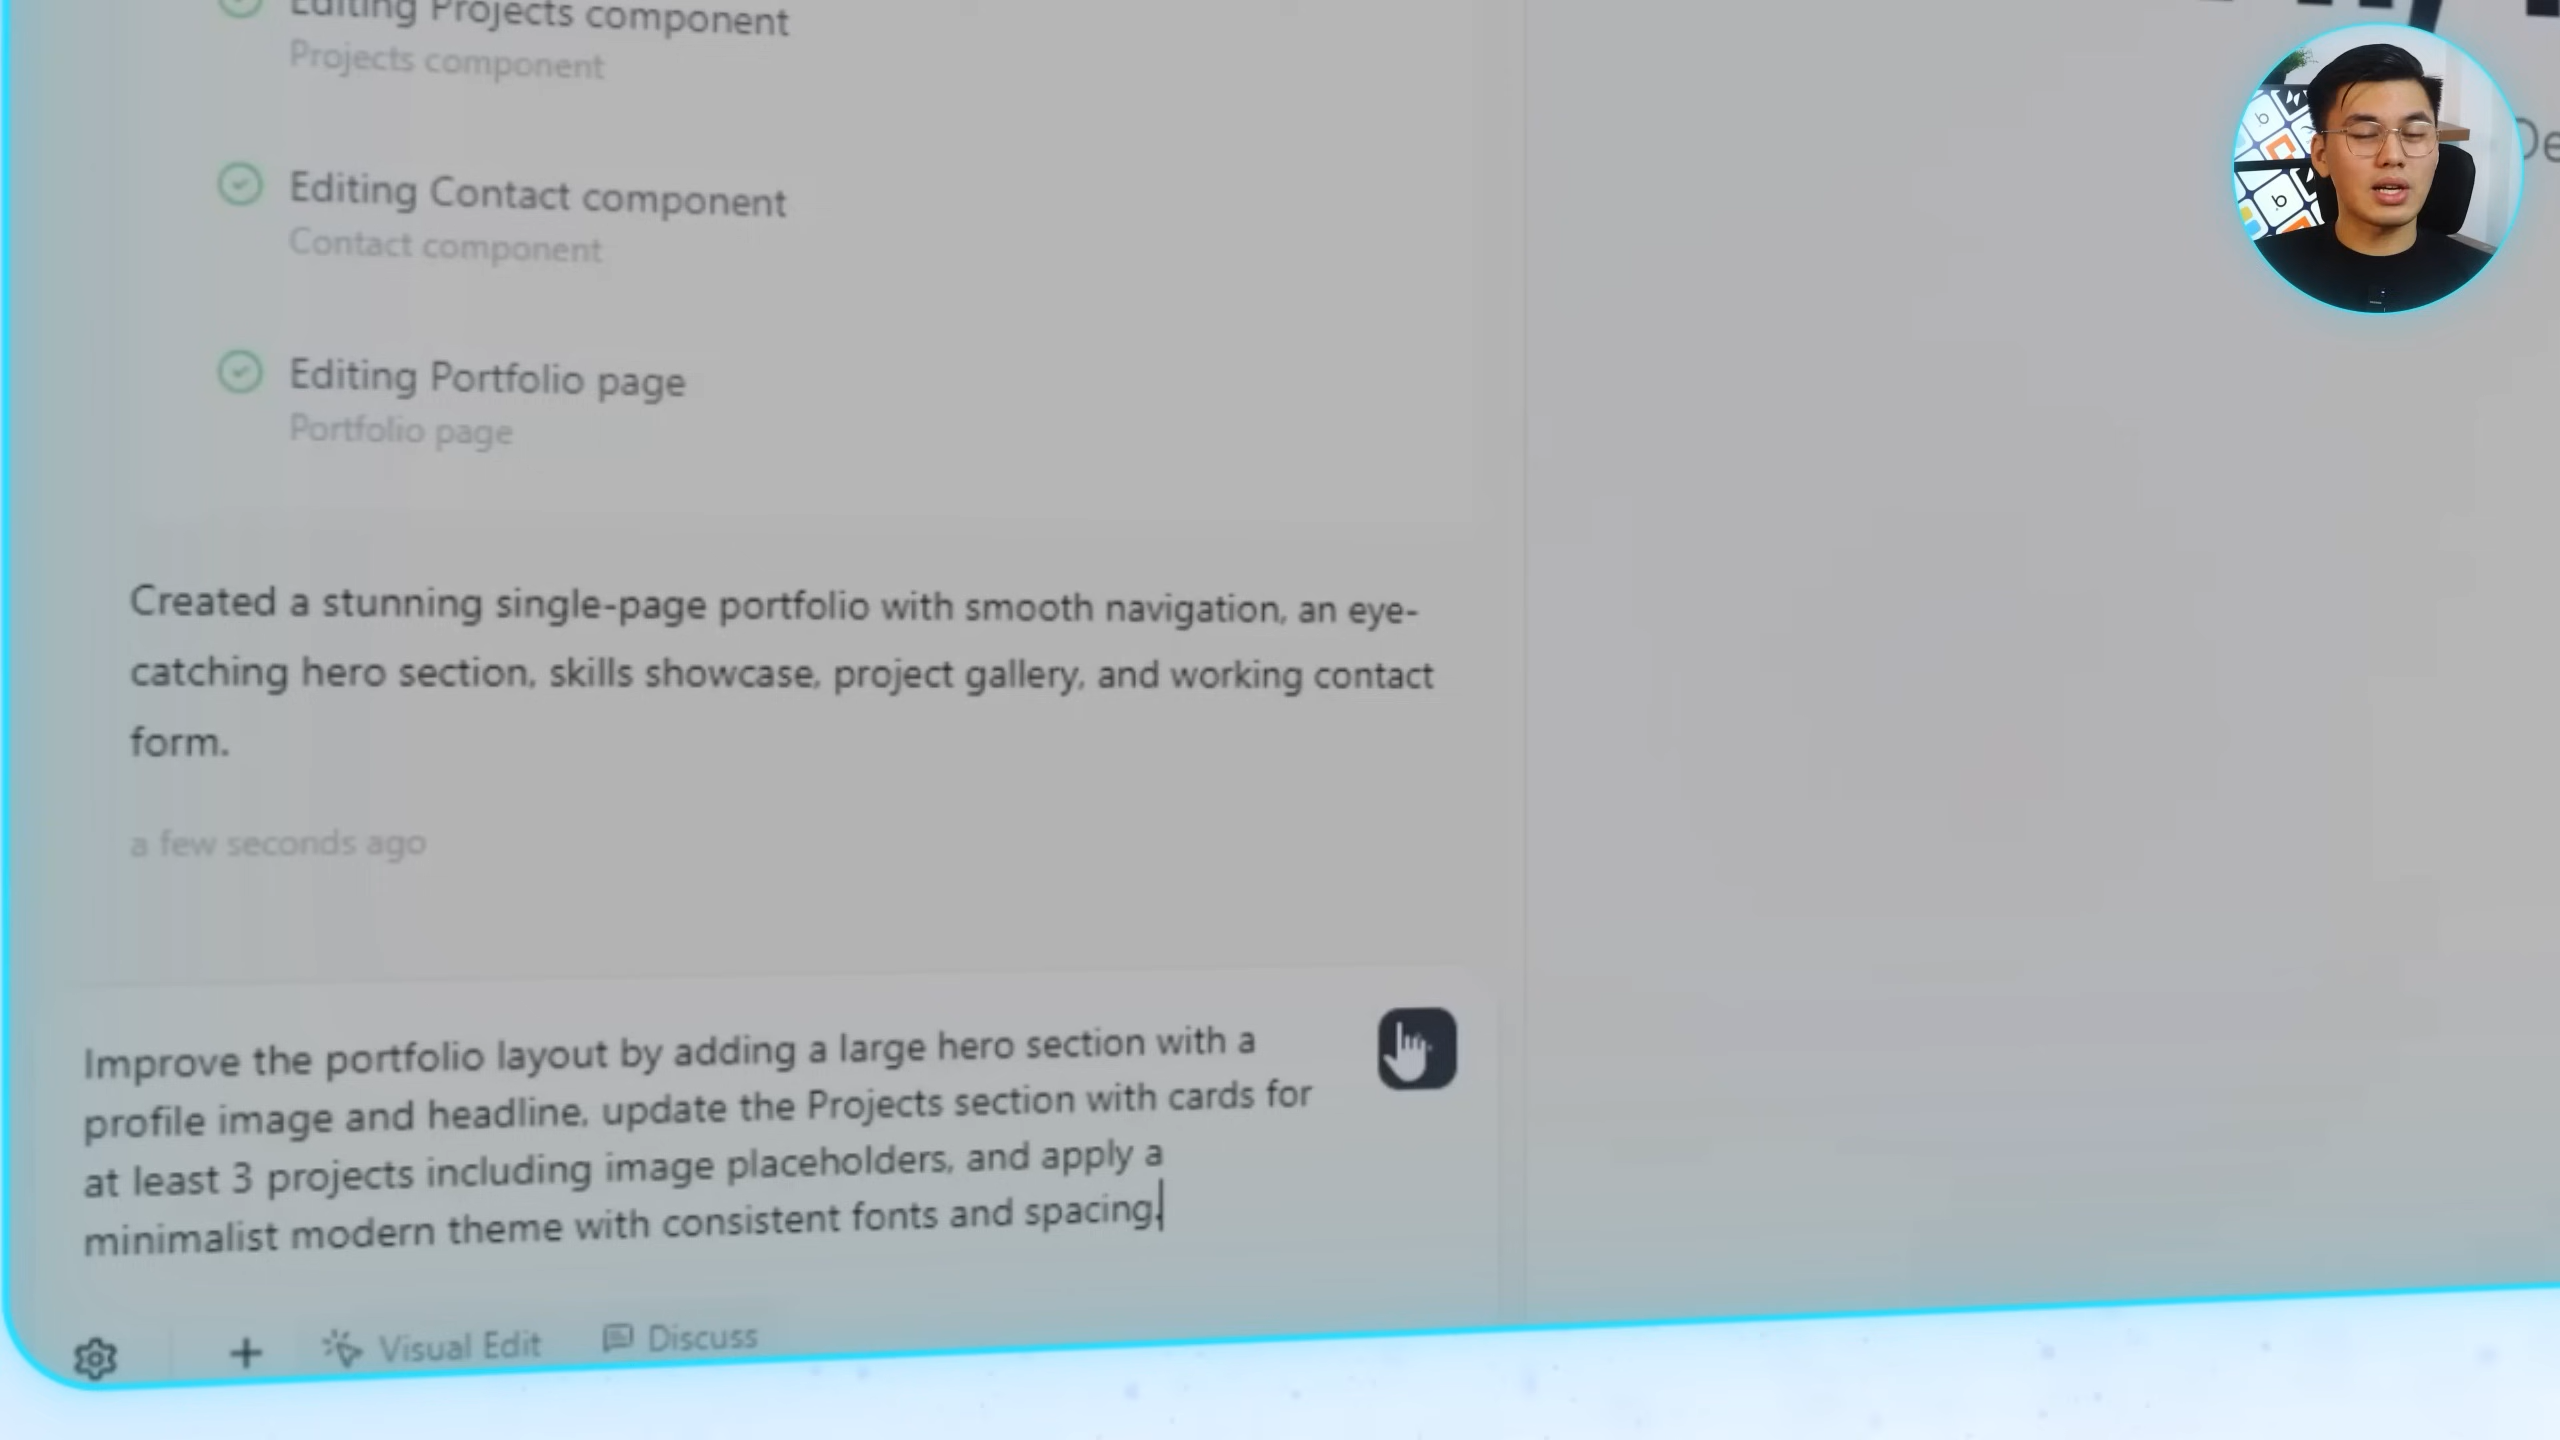 Editing Projects component
Projects component
Editing Contact component
Contact component
Editing Portfolio page
Portfolio page
Created a stunning single-page portfolio with smooth navigation, an eye-
catching hero section, skills showcase, project gallery, and working contact
form.
a few seconds ago
Improve the portfolio layout by adding a large hero section with a
profile image and headline, update the Projects section with cards for
at least 3 projects including image placeholders, and apply a
minimalist modern theme with consistent fonts and spacing.
Visual Edit
Discuss
b
b